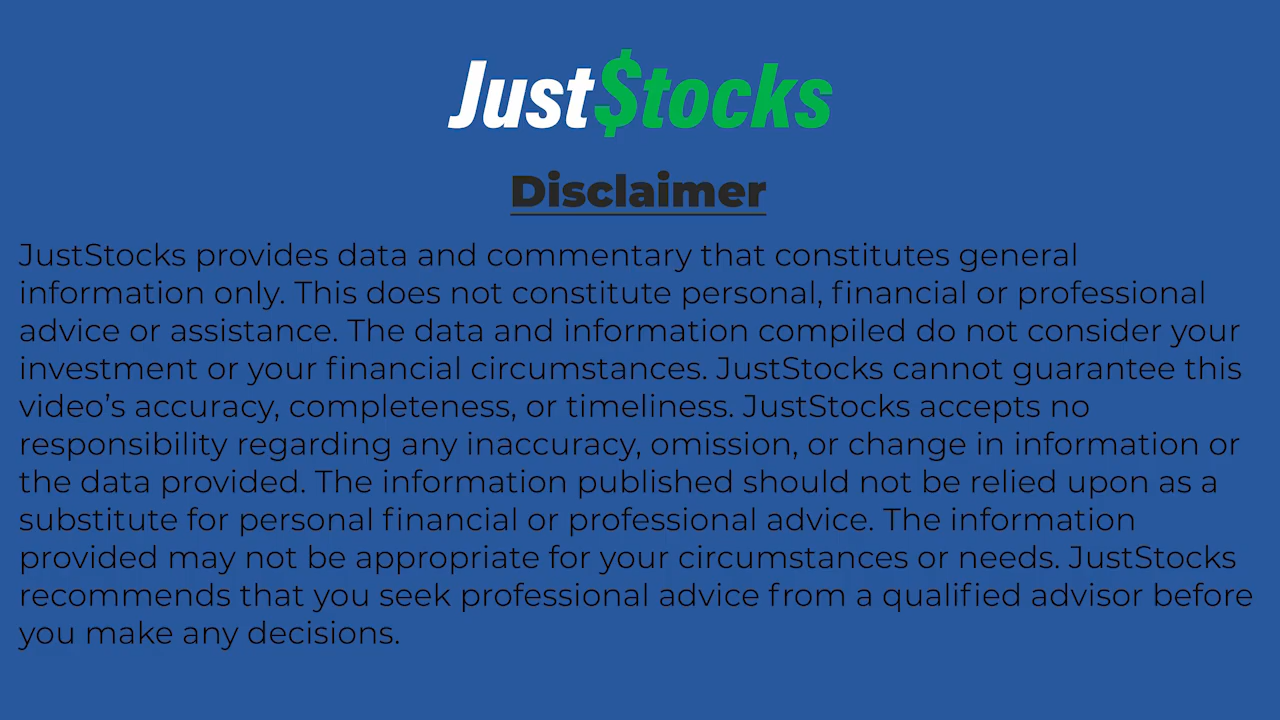 Just$tocks
Disclaimer
JustStocks provides data and commentary that constitutes general
information only. This does not constitute personal, financial or professional
advice or assistance. The data and information compiled do not consider your
investment or your financial circumstances. JustStocks cannot guarantee this
video’s accuracy, completeness, or timeliness. JustStocks accepts no
responsibility regarding any inaccuracy, omission, or change in information or
the data provided. The information published should not be relied upon as a
substitute for personal financial or professional advice. The information
provided may not be appropriate for your circumstances or needs. JustStocks
recommends that you seek professional advice from a qualified advisor before
you make any decisions.